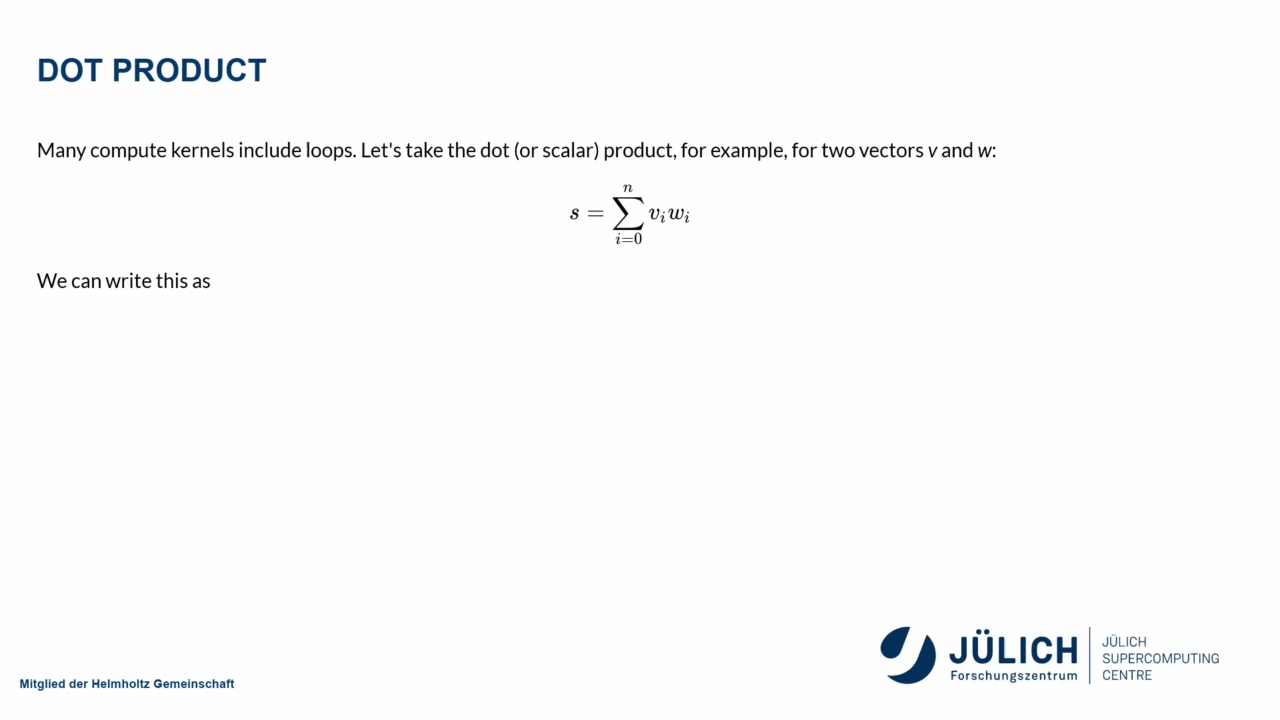 DOT PRODUCT
Many compute kernels include loops. Let's take the dot (or scalar) product, for example, for two vectors v and w:
n
s = ∑ vᵢwᵢ
i=0
We can write this as
JÜLICH
Forschungszentrum
JÜLICH
SUPERCOMPUTING
CENTRE
Mitglied der Helmholtz Gemeinschaft